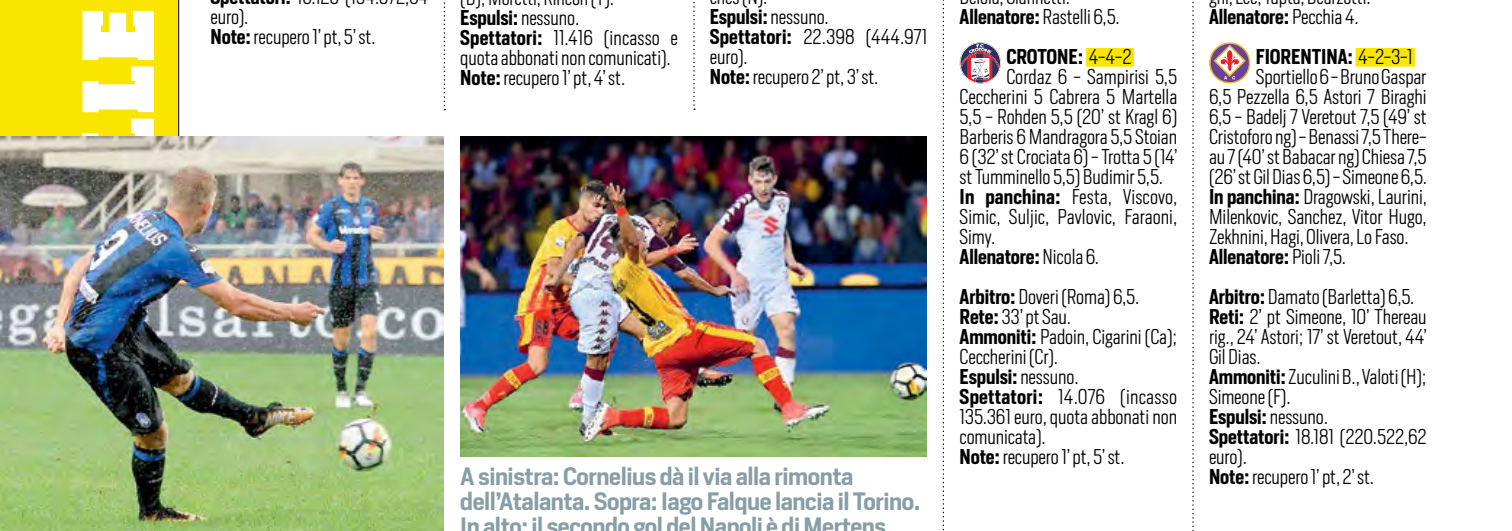 euro).
Note: recupero 1' pt, 5' st.
Espulsi: nessuno.
Spettatori: 11.416 (incasso e
quota abbonati non comunicati).
Note: recupero 1' pt, 4' st.
Espulsi: nessuno.
Spettatori: 22.398 (444.971
euro).
Note: recupero 2' pt, 3' st.
CORNELIUS
9
A sinistra: Cornelius dà il via alla rimonta
dell'Atalanta. Sopra: Iago Falque lancia il Torino.
In alto: il secondo gol del Napoli è di Mertens
Allenatore: Rastelli 6,5.
CROTONE: 4-4-2
Cordaz 6 – Sampirisi 5,5
Ceccherini 5 Cabrera 5 Martella
5,5 – Rohden 5,5 (20' st Kragl 6)
Barberis 6 Mandragora 5,5 Stoian
6 (32' st Crociata 6) – Trotta 5 (14'
st Tumminello 5,5) Budimir 5,5.
In panchina: Festa, Viscovo,
Simic, Suljic, Pavlovic, Faraoni,
Simy.
Allenatore: Nicola 6.
Arbitro: Doveri (Roma) 6,5.
Rete: 33' pt Sau.
Ammoniti: Padoin, Cigarini (Ca);
Ceccherini (Cr).
Espulsi: nessuno.
Spettatori: 14.076 (incasso
135.361 euro, quota abbonati non
comunicata).
Note: recupero 1' pt, 5' st.
Allenatore: Pecchia 4.
FIORENTINA: 4-2-3-1
Sportiello 6 – Bruno Gaspar
6,5 Pezzella 6,5 Astori 7 Biraghi
6,5 – Badelj 7 Veretout 7,5 (49' st
Cristoforo ng) – Benassi 7,5 There-
au 7 (40' st Babacar ng) Chiesa 7,5
(26' st Gil Dias 6,5) – Simeone 6,5.
In panchina: Dragowski, Laurini,
Milenkovic, Sanchez, Vitor Hugo,
Zekhnini, Hagi, Olivera, Lo Faso.
Allenatore: Pioli 7,5.
Arbitro: Damato (Barletta) 6,5.
Reti: 2' pt Simeone, 10' Thereau
rig., 24' Astori; 17' st Veretout, 44'
Gil Dias.
Ammoniti: Zuculini B., Valoti (H);
Simeone (F).
Espulsi: nessuno.
Spettatori: 18.181 (220.522,62
euro).
Note: recupero 1' pt, 2' st.